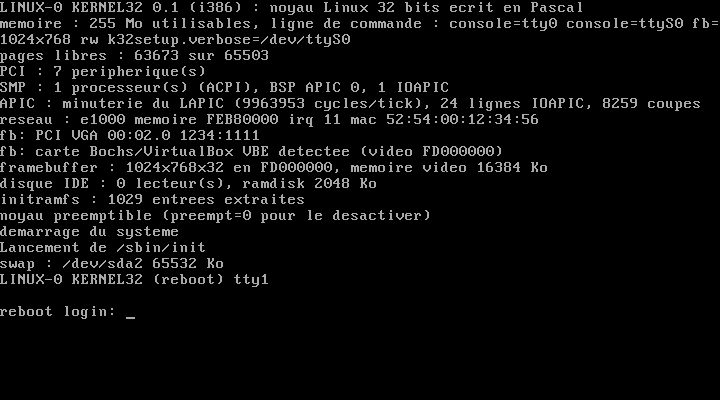 LINUX-0 KERNEL32 0.1 (i386) : noyau Linux 32 bits ecrit en Pascal
memoire : 255 Mo utilisables, ligne de commande : console=tty0 console=ttyS0 fb=
1024x768 rw k32setup.verbose=/dev/ttyS0
pages libres : 63673 sur 65503
PCI : 7 peripherique(s)
SMP : 1 processeur(s) (ACPI), BSP APIC 0, 1 IOAPIC
APIC : minuterie du LAPIC (9963953 cycles/tick), 24 lignes IOAPIC, 8259 coupes
reseau : e1000 memoire FEB80000 irq 11 mac 52:54:00:12:34:56
fb: PCI VGA 00:02.0 1234:1111
fb: carte Bochs/VirtualBox VBE detectee (video FD000000)
framebuffer : 1024x768x32 en FD000000, memoire video 16384 Ko
disque IDE : 0 lecteur(s), ramdisk 2048 Ko
initramfs : 1029 entrees extraites
noyau preemptible (preempt=0 pour le desactiver)
demarrage du systeme
Lancement de /sbin/init
swap : /dev/sda2 65532 Ko
LINUX-0 KERNEL32 (reboot) tty1
reboot login: _